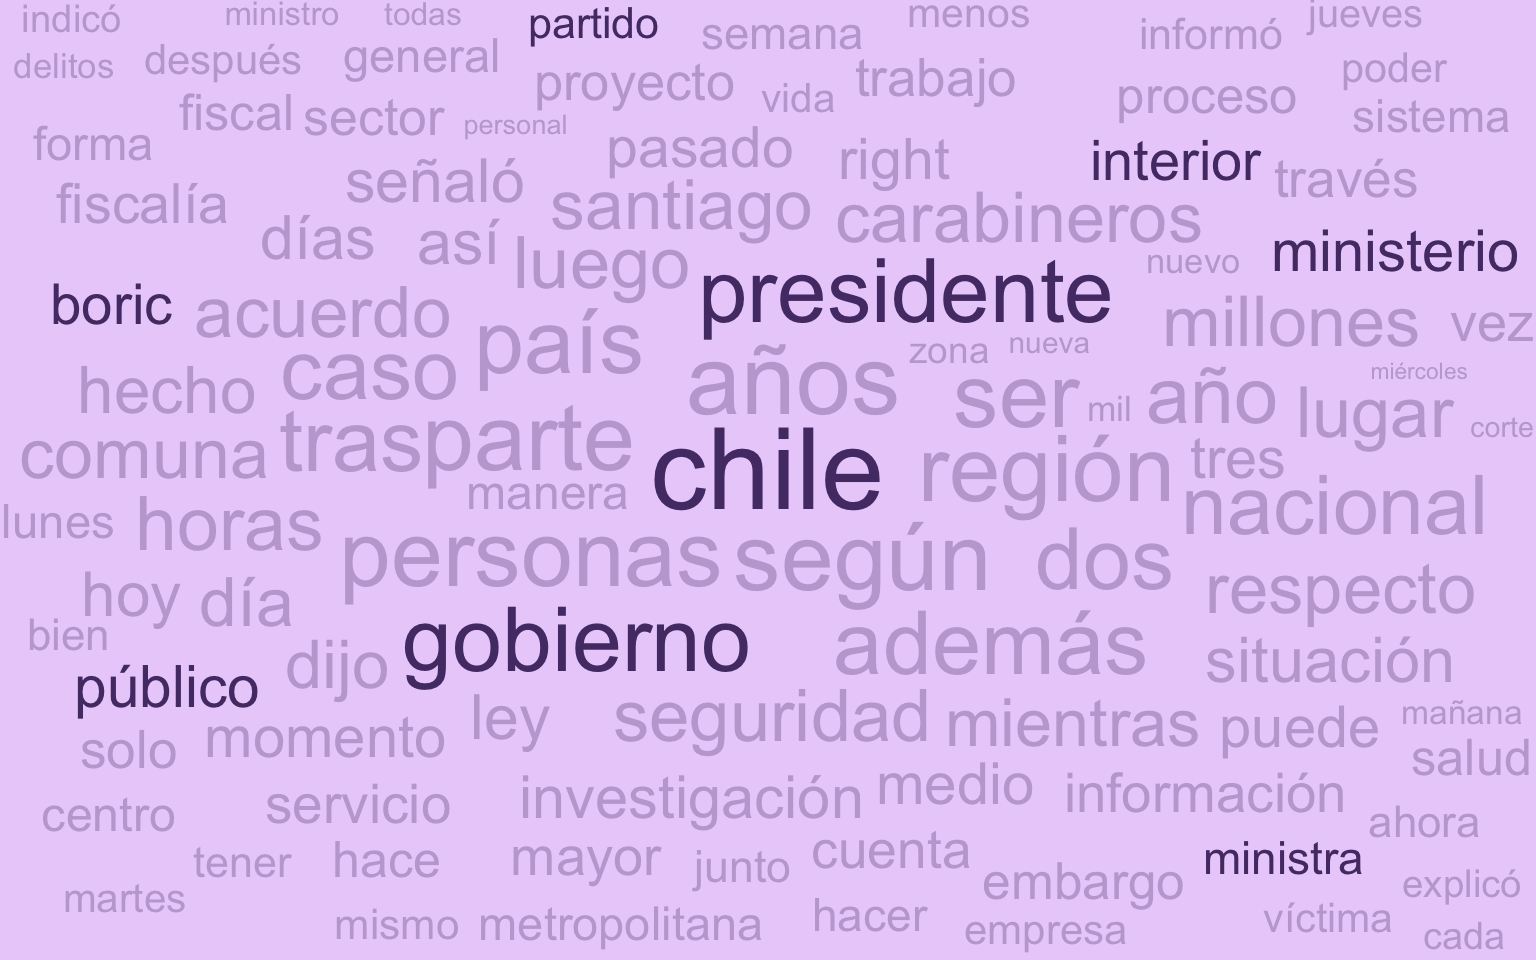 indicó ministro todas partido semana menos informó jueves
delitos después general proyecto vida trabajo proceso poder
forma fiscal sector personal pasado right interior sistema
fiscalía señaló santiago carabineros través
días así luego presidente nuevo ministerio
boric acuerdo país millones vez
hecho caso años zona nueva ser mil año lugar miércoles
comuna trasparte chile región tres corte
lunes horas manera nacional
personas según dos
hoy día respecto
bien dijo gobierno además situación
público
solo momento ley seguridad mientras puede mañana
salud
centro servicio investigación medio información ahora
tener hace mayor junto cuenta ministra
martes embargo explicó
mismo metropolitana hacer empresa víctima cada